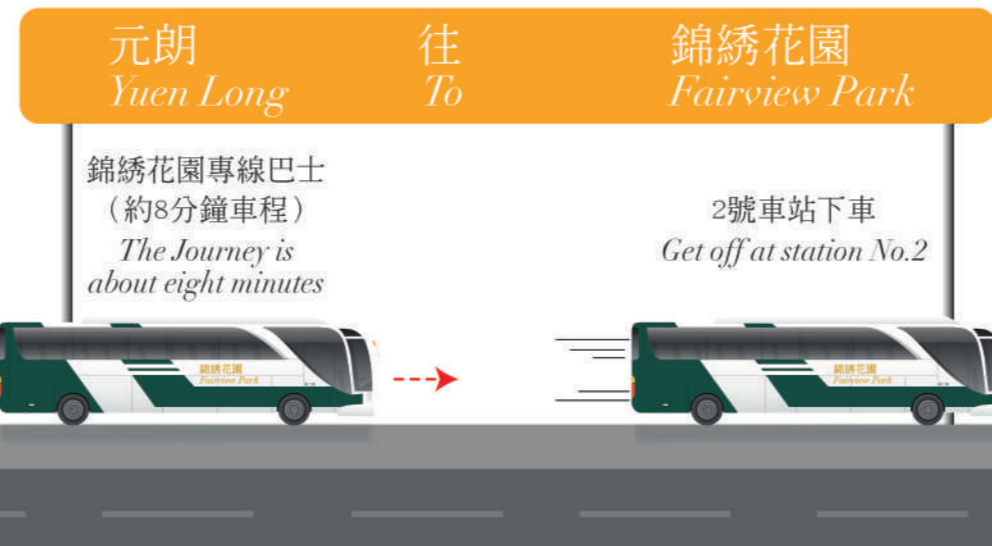 元朗 往 錦綉花園
Yuen Long To Fairview Park
錦綉花園專線巴士
（約8分鐘車程）
The Journey is
about eight minutes
2號車站下車
Get off at station No.2
錦綉花園
Fairview Park
錦綉花園
Fairview Park